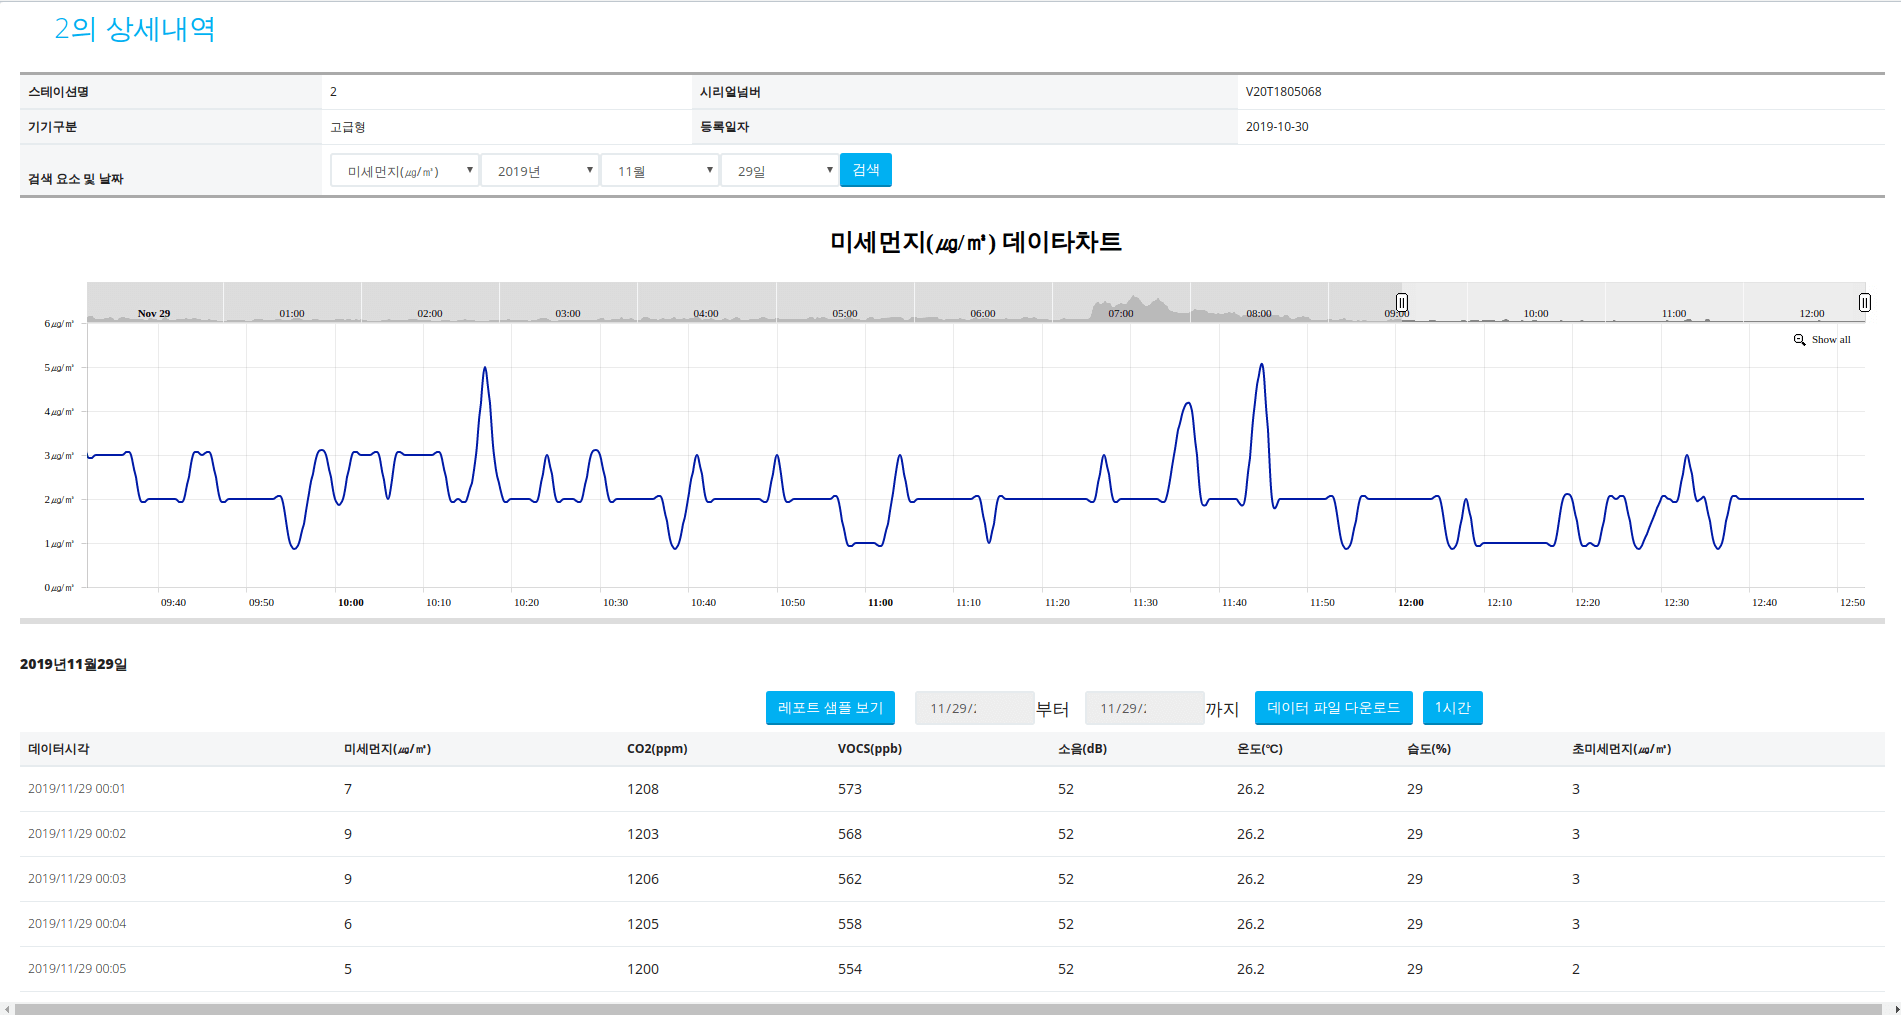 2의 상세내역
스테이션명 2 시리얼넘버 V20T1805068
기기구분 고급형 등록일자 2019-10-30
검색 요소 및 날짜 미세먼지(㎍/㎥) 2019년 11월 29일 검색
미세먼지(㎍/㎥) 데이타차트
Nov 29 01:00 02:00 03:00 04:00 05:00 06:00 07:00 08:00 09:00 10:00 11:00 12:00
Show all
6㎍/㎥
5㎍/㎥
4㎍/㎥
3㎍/㎥
2㎍/㎥
1㎍/㎥
0㎍/㎥
09:40 09:50 10:00 10:10 10:20 10:30 10:40 10:50 11:00 11:10 11:20 11:30 11:40 11:50 12:00 12:10 12:20 12:30 12:40 12:50
2019년11월29일
레포트 샘플 보기 11/29/2 부터 11/29/2 까지 데이터 파일 다운로드 1시간
데이터시각 미세먼지(㎍/㎥) CO2(ppm) VOCS(ppb) 소음(dB) 온도(℃) 습도(%) 초미세먼지(㎍/㎥)
2019/11/29 00:01 7 1208 573 52 26.2 29 3
2019/11/29 00:02 9 1203 568 52 26.2 29 3
2019/11/29 00:03 9 1206 562 52 26.2 29 3
2019/11/29 00:04 6 1205 558 52 26.2 29 3
2019/11/29 00:05 5 1200 554 52 26.2 29 2